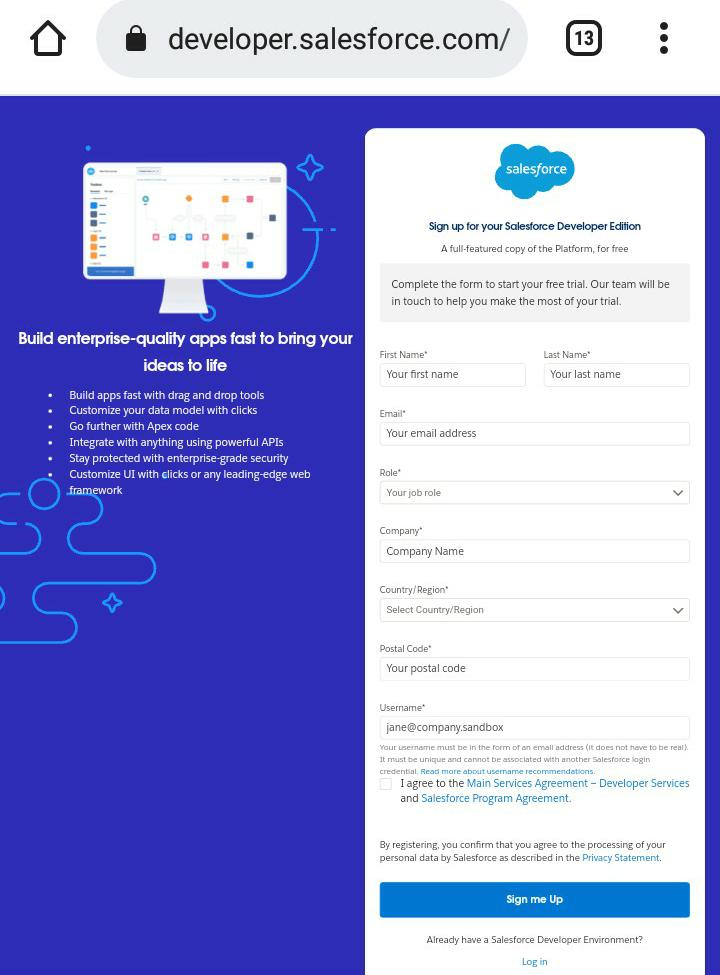 developer.salesforce.com/
13
salesforce
Sign up for your Salesforce Developer Edition
A full-featured copy of the Platform, for free
Complete the form to start your free trial. Our team will be
in touch to help you make the most of your trial.
Build enterprise-quality apps fast to bring your
ideas to life
• Build apps fast with drag and drop tools
• Customize your data model with clicks
• Go further with Apex code
• Integrate with anything using powerful APIs
• Stay protected with enterprise-grade security
• Customize UI with clicks or any leading-edge web
framework
First Name* Last Name*
Your first name Your last name
Email*
Your email address
Role*
Your job role
Company*
Company Name
Country/Region*
Select Country/Region
Postal Code*
Your postal code
Username*
jane@company.sandbox
Your username must be in the form of an email address (it does not have to be real).
It must be unique and cannot be associated with another Salesforce login
credential. Read more about username recommendations.
I agree to the Main Services Agreement – Developer Services
and Salesforce Program Agreement.
By registering, you confirm that you agree to the processing of your
personal data by Salesforce as described in the Privacy Statement.
Sign me Up
Already have a Salesforce Developer Environment?
Log in